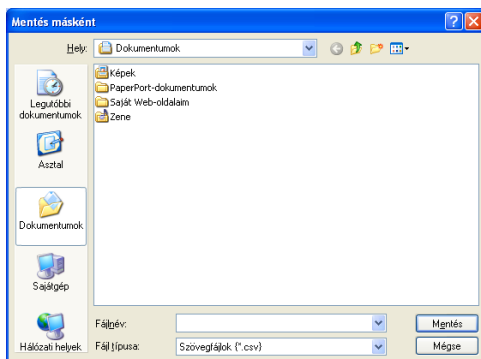 Mentés másként
Hely:
Dokumentumok
Legutóbbi
dokumentumok
Asztal
Dokumentumok
Sajátgép
Hálózati helyek
Képek
PaperPort-dokumentumok
Saját Web-oldalaim
Zene
Fájlnév:
Mentés
Fájl típusa:
Szövegfájlok {*.csv}
Mégse